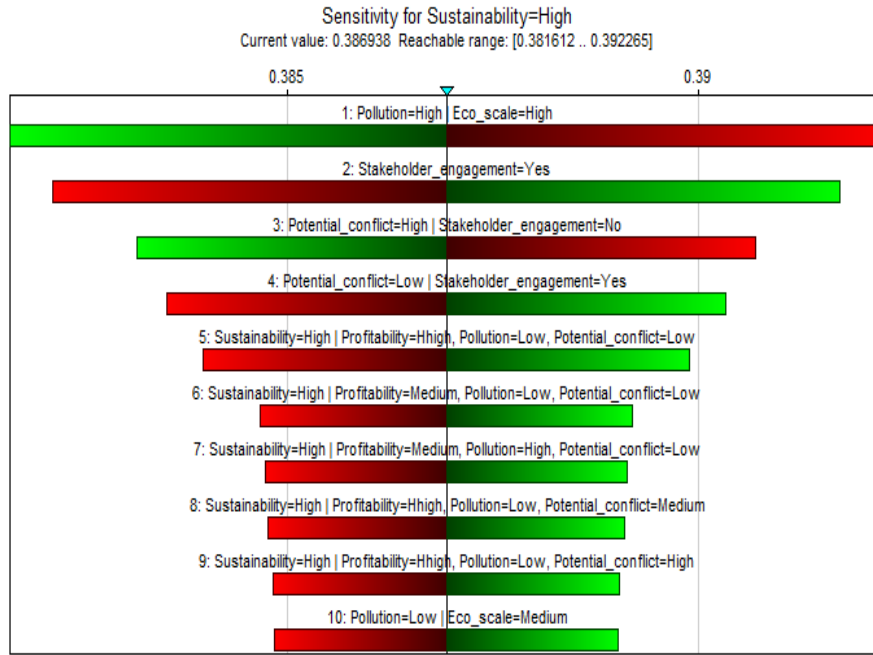 Sensitivity for Sustainability=High
Current value: 0.386938 Reachable range: [0.381612 .. 0.392265]
0.385 0.39
1: Pollution=High | Eco_scale=High
2: Stakeholder_engagement=Yes
3: Potential_conflict=High | Stakeholder_engagement=No
4: Potential_conflict=Low | Stakeholder_engagement=Yes
5: Sustainability=High | Profitability=Hhigh, Pollution=Low, Potential_conflict=Low
6: Sustainability=High | Profitability=Medium, Pollution=Low, Potential_conflict=Low
7: Sustainability=High | Profitability=Medium, Pollution=High, Potential_conflict=Low
8: Sustainability=High | Profitability=Hhigh, Pollution=Low, Potential_conflict=Medium
9: Sustainability=High | Profitability=Hhigh, Pollution=Low, Potential_conflict=High
10: Pollution=Low | Eco_scale=Medium